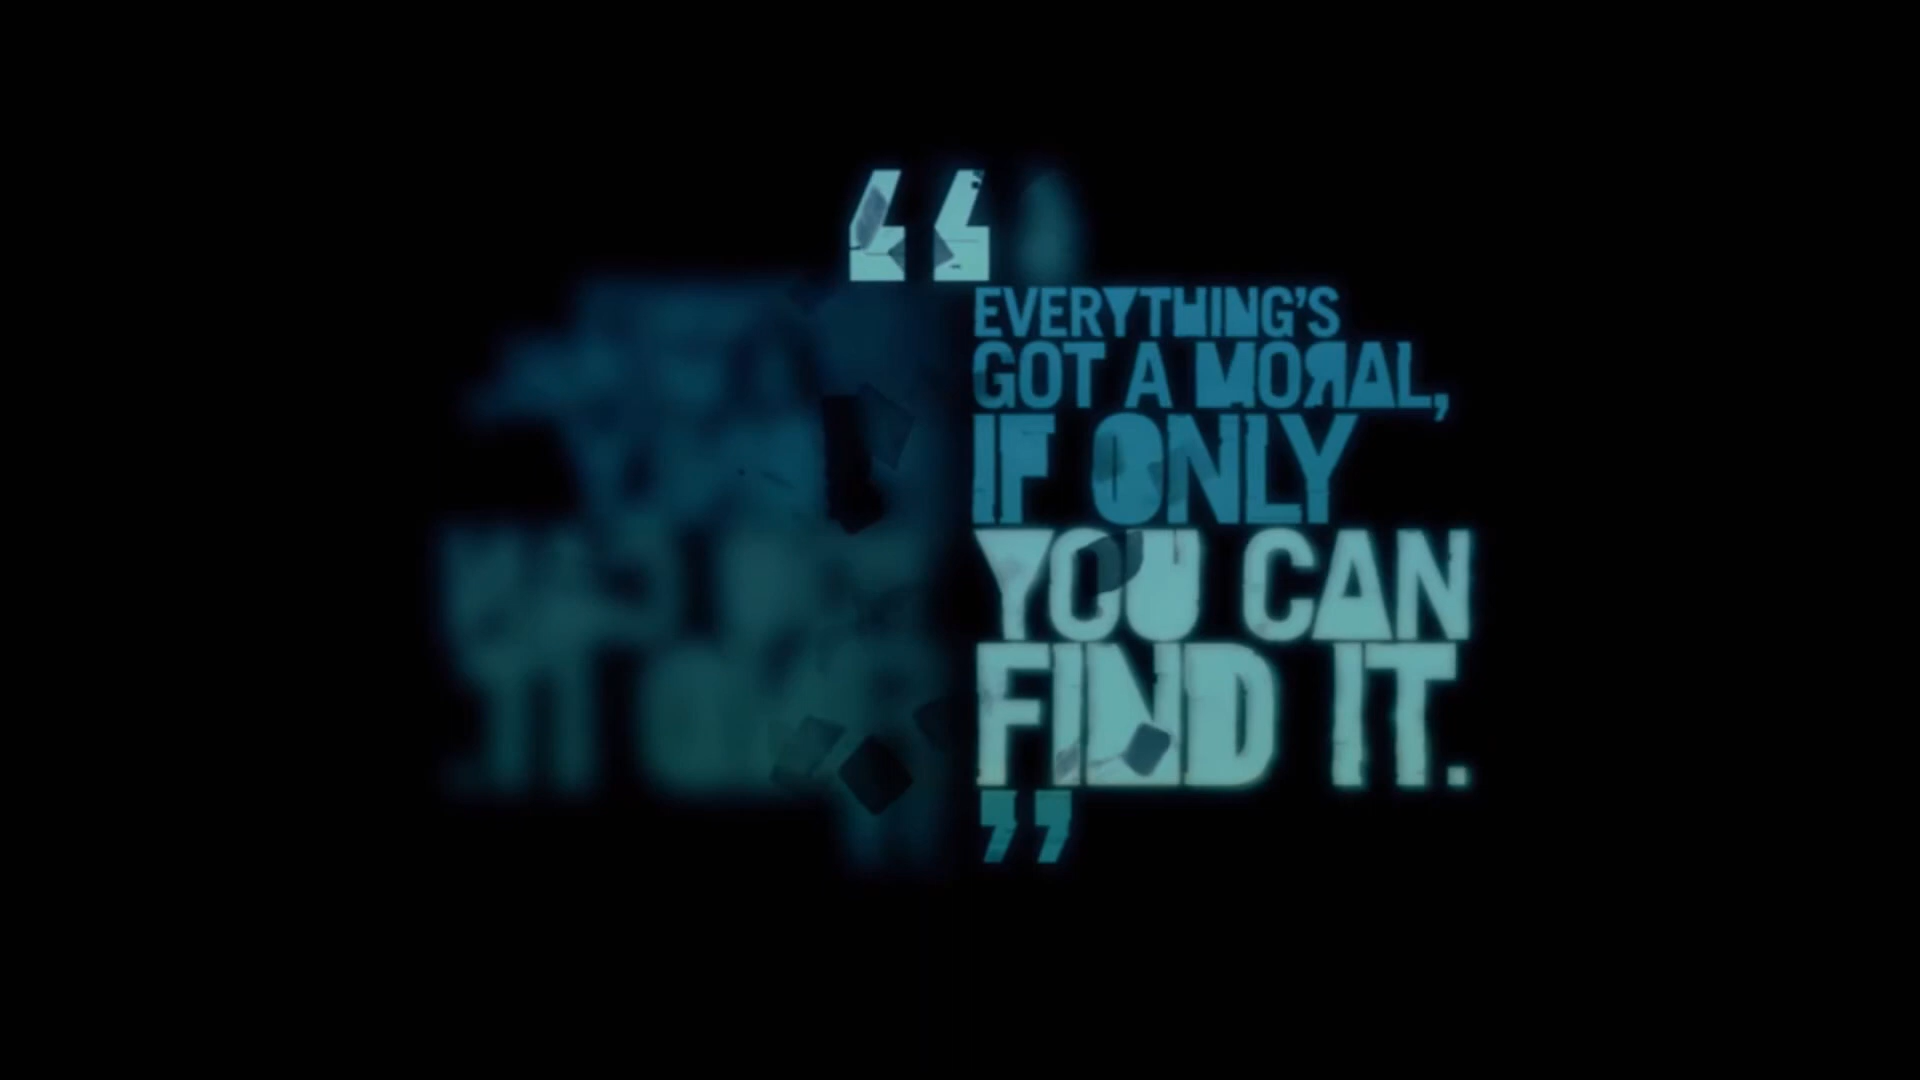 “
EVERYTHING’S
GOT A MORAL,
IF ONLY
YOU CAN
FIND IT.
”